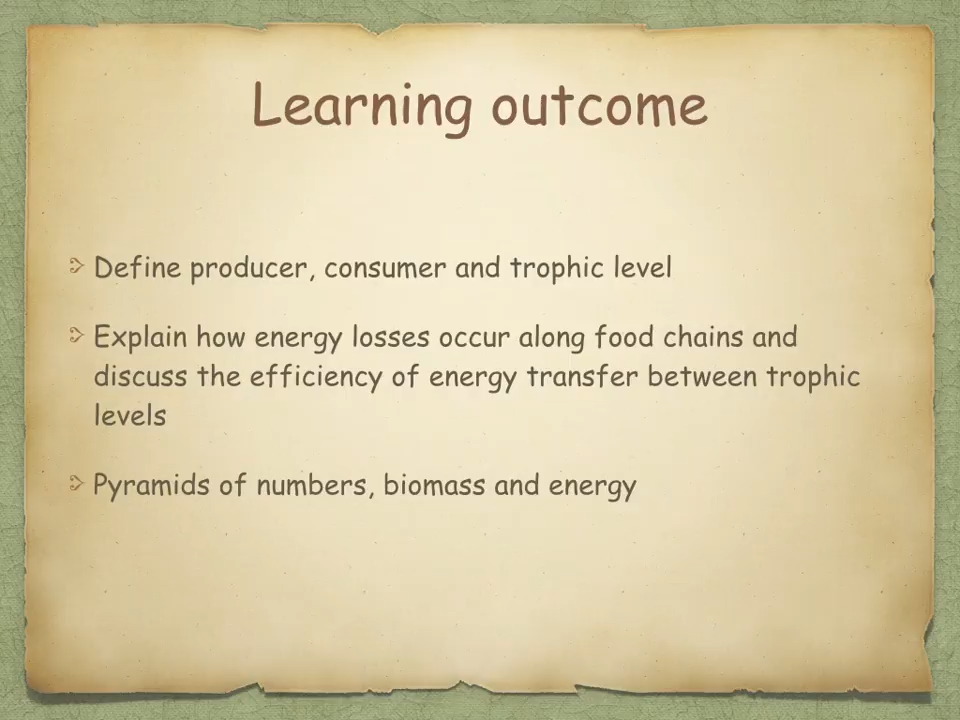 Learning outcome
Define producer, consumer and trophic level
Explain how energy losses occur along food chains and
discuss the efficiency of energy transfer between trophic
levels
Pyramids of numbers, biomass and energy